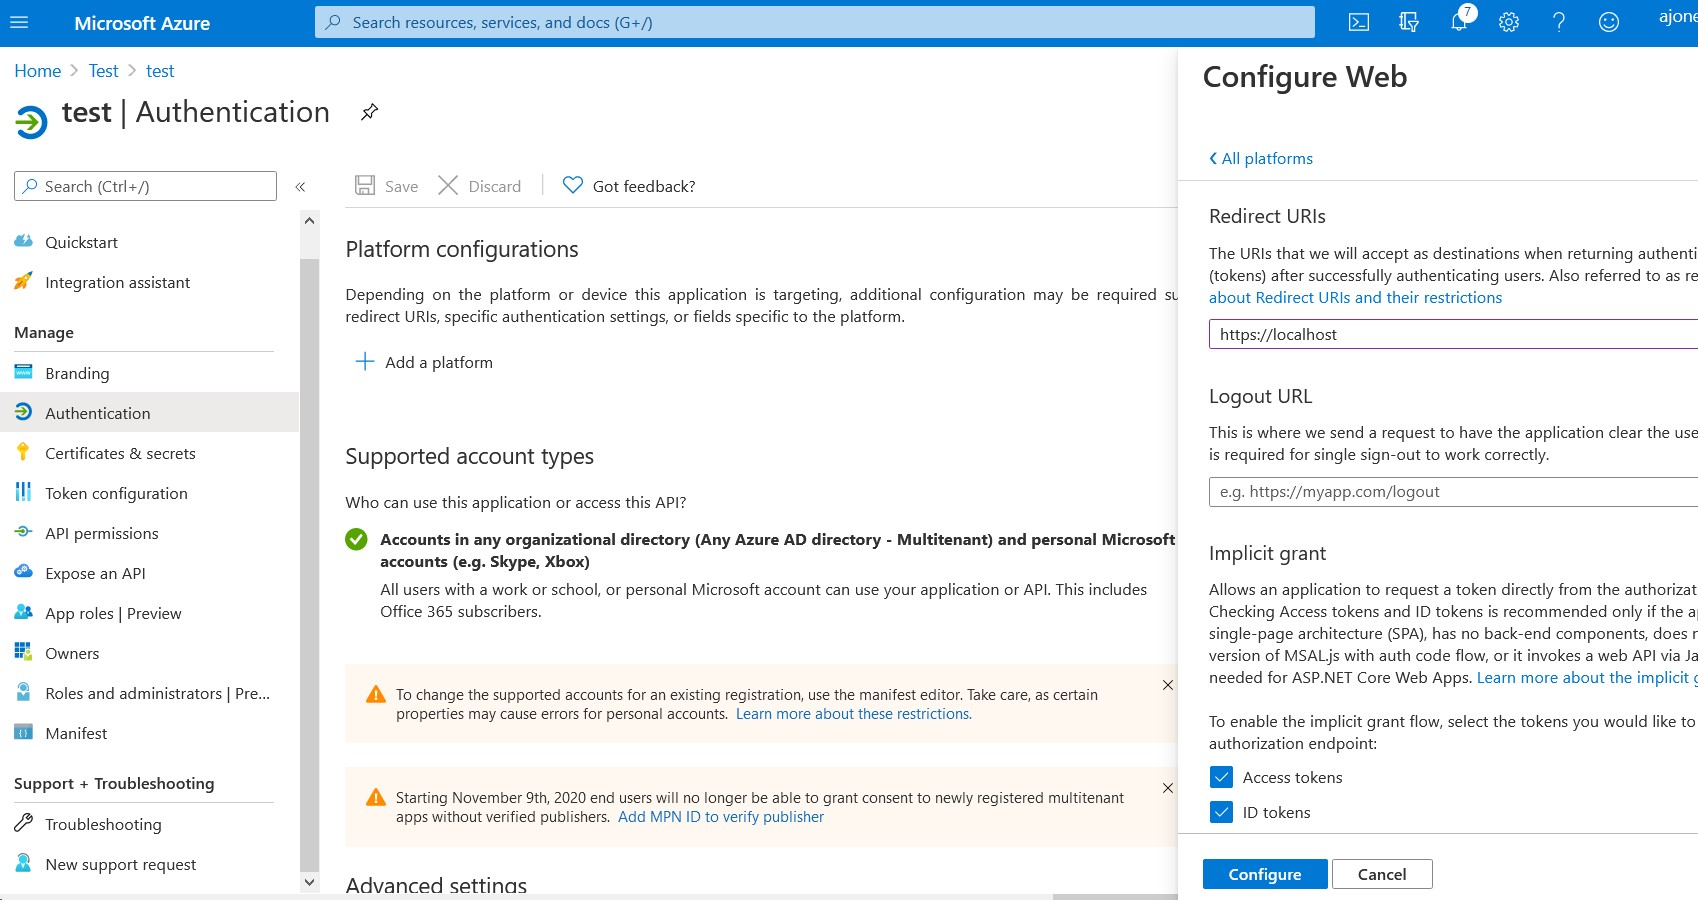 Microsoft Azure
Search resources, services, and docs (G+/)
7
ajone
Home > Test > test
test | Authentication
Search (Ctrl+/)
«
Quickstart
Integration assistant
Manage
Branding
Authentication
Certificates & secrets
Token configuration
API permissions
Expose an API
App roles | Preview
Owners
Roles and administrators | Pre...
Manifest
Support + Troubleshooting
Troubleshooting
New support request
Save
Discard
Got feedback?
Platform configurations
Depending on the platform or device this application is targeting, additional configuration may be required su
redirect URIs, specific authentication settings, or fields specific to the platform.
Add a platform
Supported account types
Who can use this application or access this API?
Accounts in any organizational directory (Any Azure AD directory - Multitenant) and personal Microsoft
accounts (e.g. Skype, Xbox)
All users with a work or school, or personal Microsoft account can use your application or API. This includes
Office 365 subscribers.
To change the supported accounts for an existing registration, use the manifest editor. Take care, as certain
properties may cause errors for personal accounts. Learn more about these restrictions.
Starting November 9th, 2020 end users will no longer be able to grant consent to newly registered multitenant
apps without verified publishers. Add MPN ID to verify publisher
Advanced settings
Configure Web
All platforms
Redirect URIs
The URIs that we will accept as destinations when returning authenti
(tokens) after successfully authenticating users. Also referred to as re
about Redirect URIs and their restrictions
https://localhost
Logout URL
This is where we send a request to have the application clear the use
is required for single sign-out to work correctly.
e.g. https://myapp.com/logout
Implicit grant
Allows an application to request a token directly from the authorizat
Checking Access tokens and ID tokens is recommended only if the a
single-page architecture (SPA), has no back-end components, does n
version of MSAL.js with auth code flow, or it invokes a web API via Ja
needed for ASP.NET Core Web Apps. Learn more about the implicit g
To enable the implicit grant flow, select the tokens you would like to
authorization endpoint:
Access tokens
ID tokens
Configure
Cancel